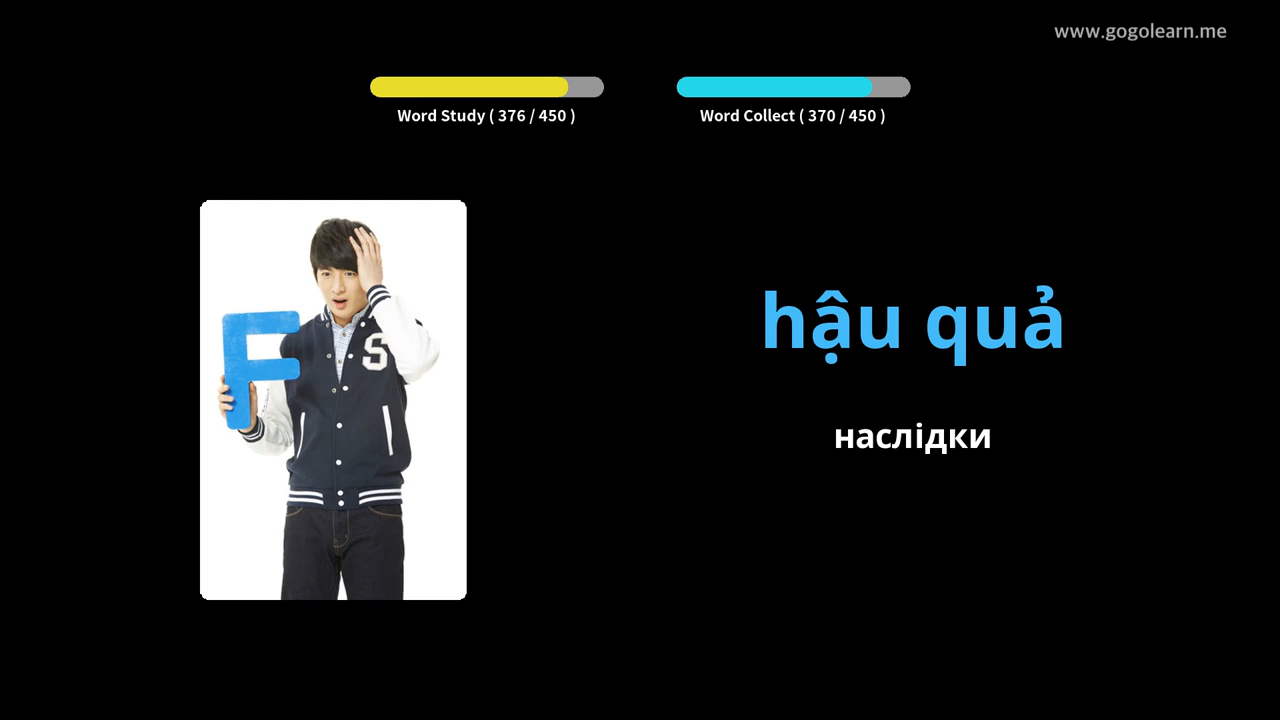 www.gogolearn.me
Word Study ( 376 / 450 )
Word Collect ( 370 / 450 )
F
S
hậu quả
наслідки